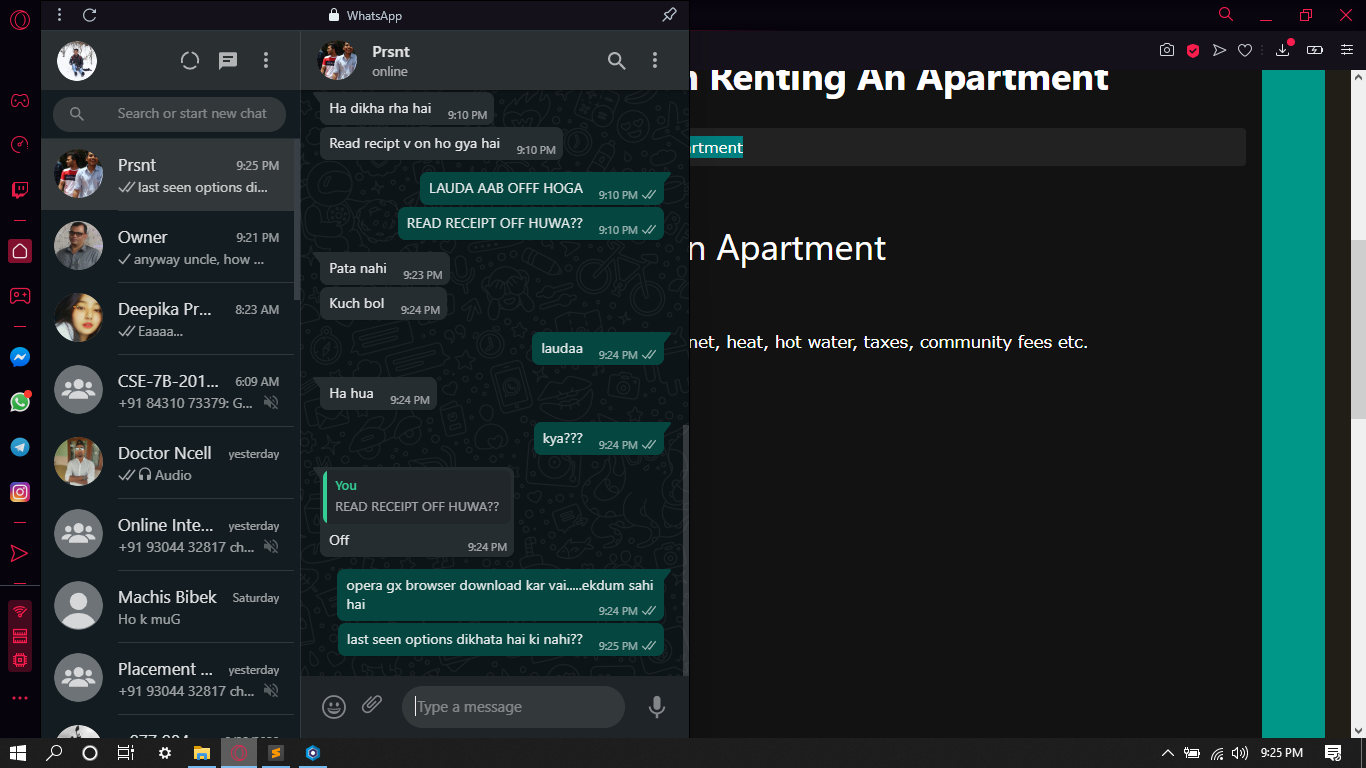 WhatsApp
Prsnt
online
Search or start new chat
Prsnt 9:25 PM
last seen options di...
Owner 9:21 PM
anyway uncle, how ...
Deepika Pr... 8:23 AM
Eaaaa...
CSE-7B-201... 6:09 AM
+91 84310 73379: G...
Doctor Ncell yesterday
Audio
Online Inte... yesterday
+91 93044 32817 ch...
Machis Bibek Saturday
Ho k muG
Placement ... yesterday
+91 93044 32817 ch...
Ha dikha rha hai 9:10 PM
Read recipt v on ho gya hai 9:10 PM
LAUDA AAB OFFF HOGA 9:10 PM
READ RECEIPT OFF HUWA?? 9:10 PM
Pata nahi 9:23 PM
Kuch bol 9:24 PM
laudaa 9:24 PM
Ha hua 9:24 PM
kya??? 9:24 PM
You
READ RECEIPT OFF HUWA??
Off 9:24 PM
opera gx browser download kar vai.....ekdum sahi
hai 9:24 PM
last seen options dikhata hai ki nahi?? 9:25 PM
Type a message
n Renting An Apartment
artment
n Apartment
net, heat, hot water, taxes, community fees etc.
9:25 PM